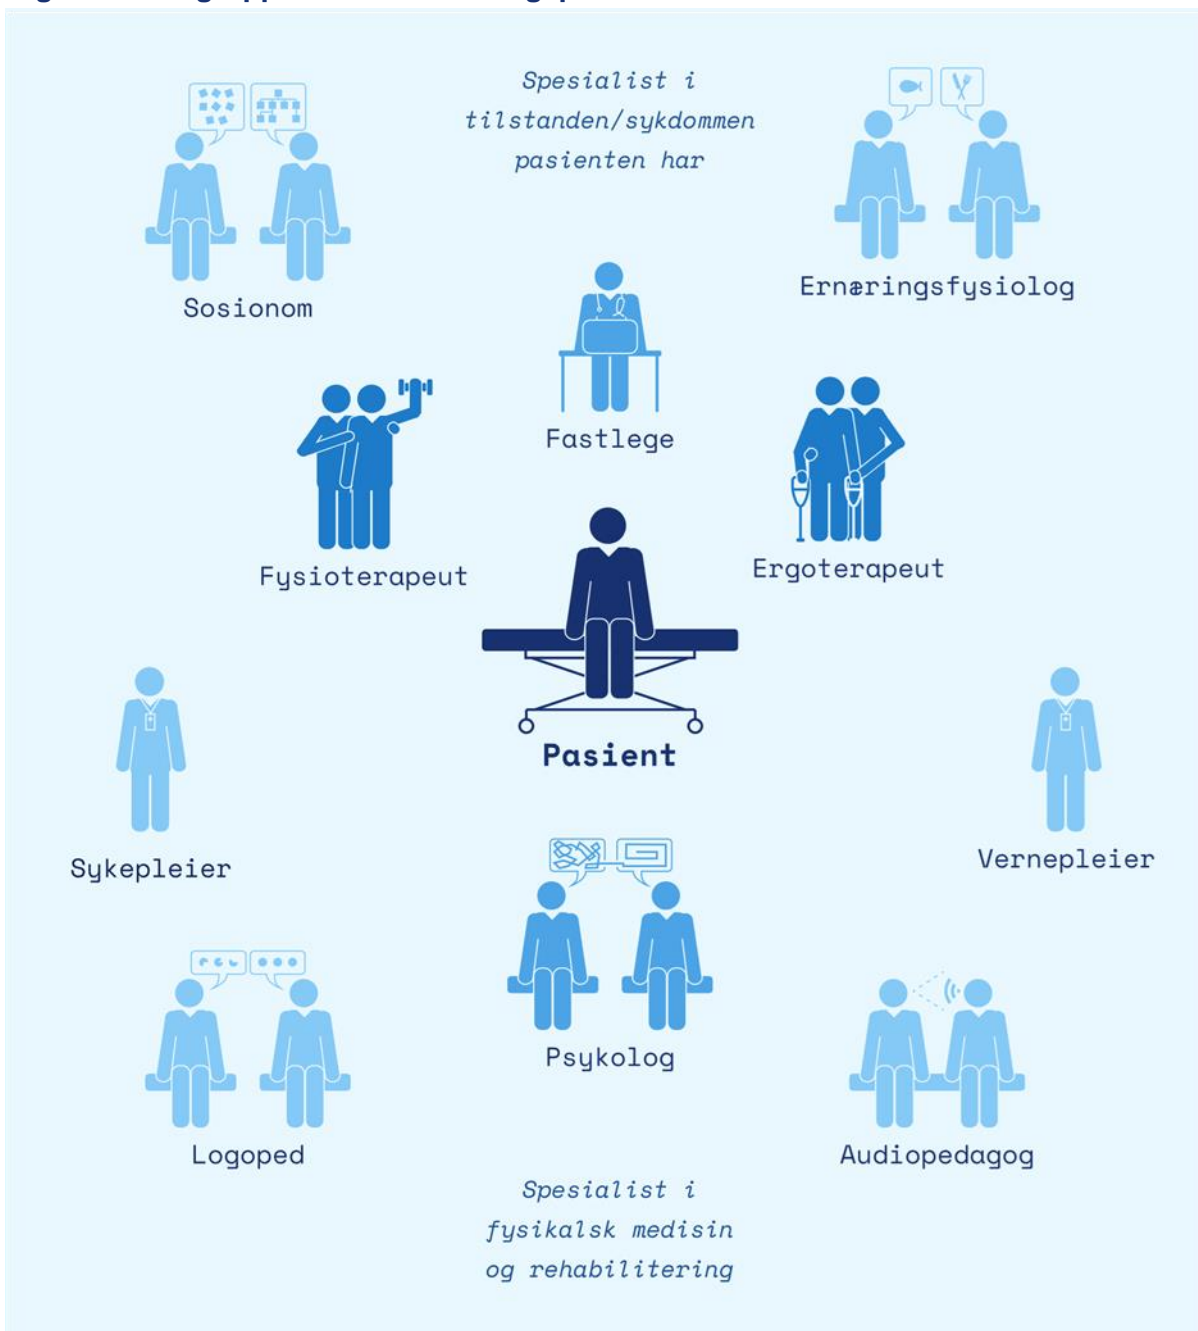 Spesialist i
tilstanden/sykdommen
pasienten har
Sosionom
Ernæringsfysiolog
Fastlege
Fysioterapeut
Ergoterapeut
Pasient
Sykepleier
Vernepleier
Psykolog
Logoped
Audiopedagog
Spesialist i
fysikalsk medisin
og rehabilitering